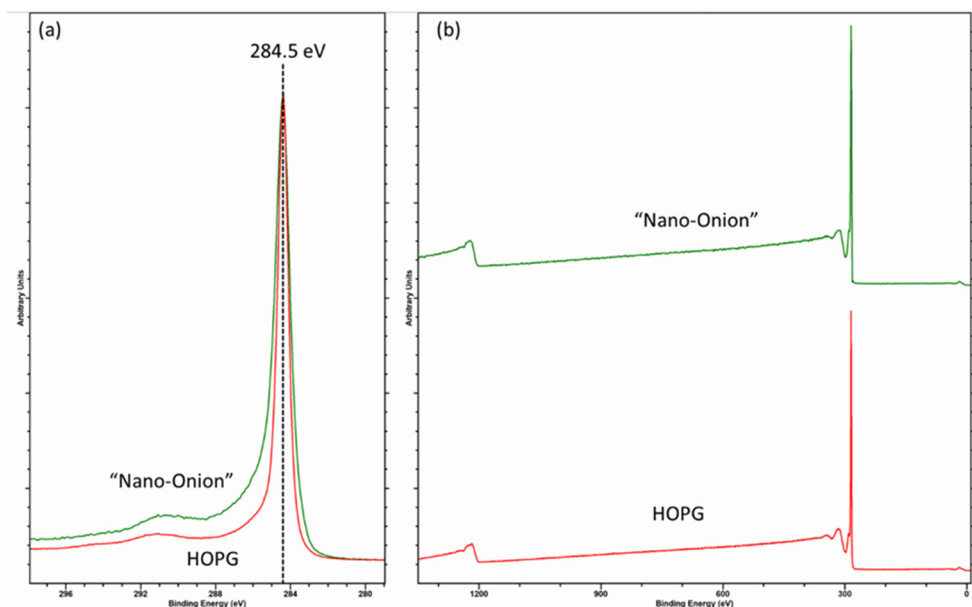 (a)
284.5 eV
"Nano-Onion"
HOPG
Arbitrary Units
296 292 288 284 280
Binding Energy (eV)
(b)
"Nano-Onion"
HOPG
Arbitrary Units
1200 900 600 300 0
Binding Energy (eV)